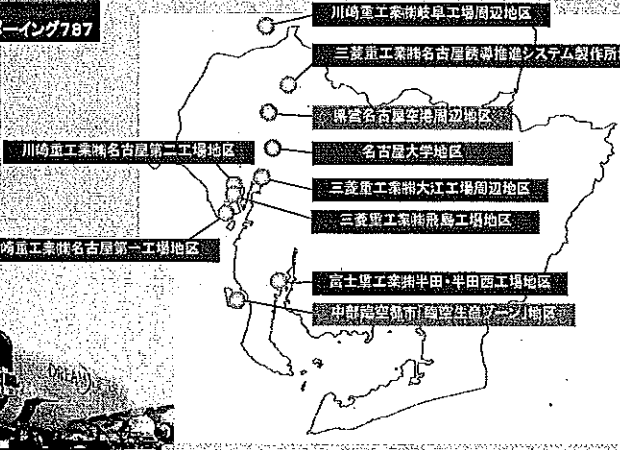 ボーイング787
川崎重工業㈱岐阜工場周辺地区
三菱重工業㈱名古屋誘導推進システム製作所
県営名古屋空港周辺地区
川崎重工業㈱名古屋第二工場地区
名古屋大学地区
三菱重工業㈱大江工場周辺地区
三菱重工業㈱飛島工場地区
崎重工業㈱名古屋第一工場地区
富士重工業㈱半田・半田西工場地区
中部臨空都市「臨空生産ゾーン」地区
DREAM